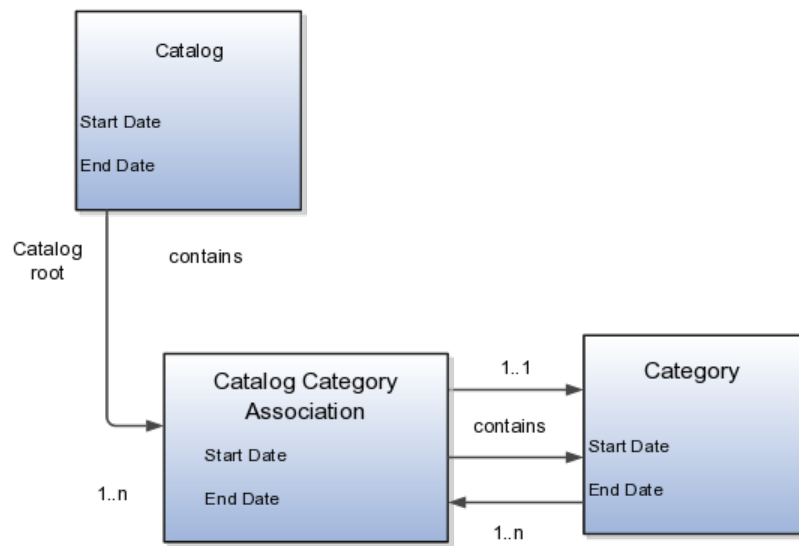 Catalog
Start Date
End Date
Catalog
root
contains
Catalog Category
Association
Start Date
End Date
1..n
1..1
contains
1..n
Category
Start Date
End Date